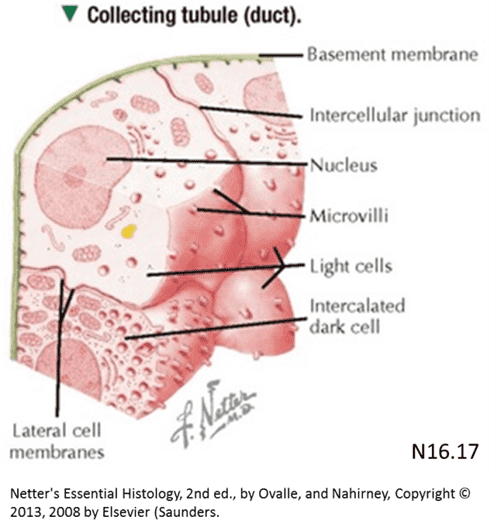 ▼ Collecting tubule (duct).
Basement membrane
Intercellular junction
Nucleus
Microvilli
Light cells
Intercalated
dark cell
Lateral cell
membranes
F. Netter
M.D.
N16.17
Netter's Essential Histology, 2nd ed., by Ovalle, and Nahirney, Copyright ©
2013, 2008 by Elsevier (Saunders.